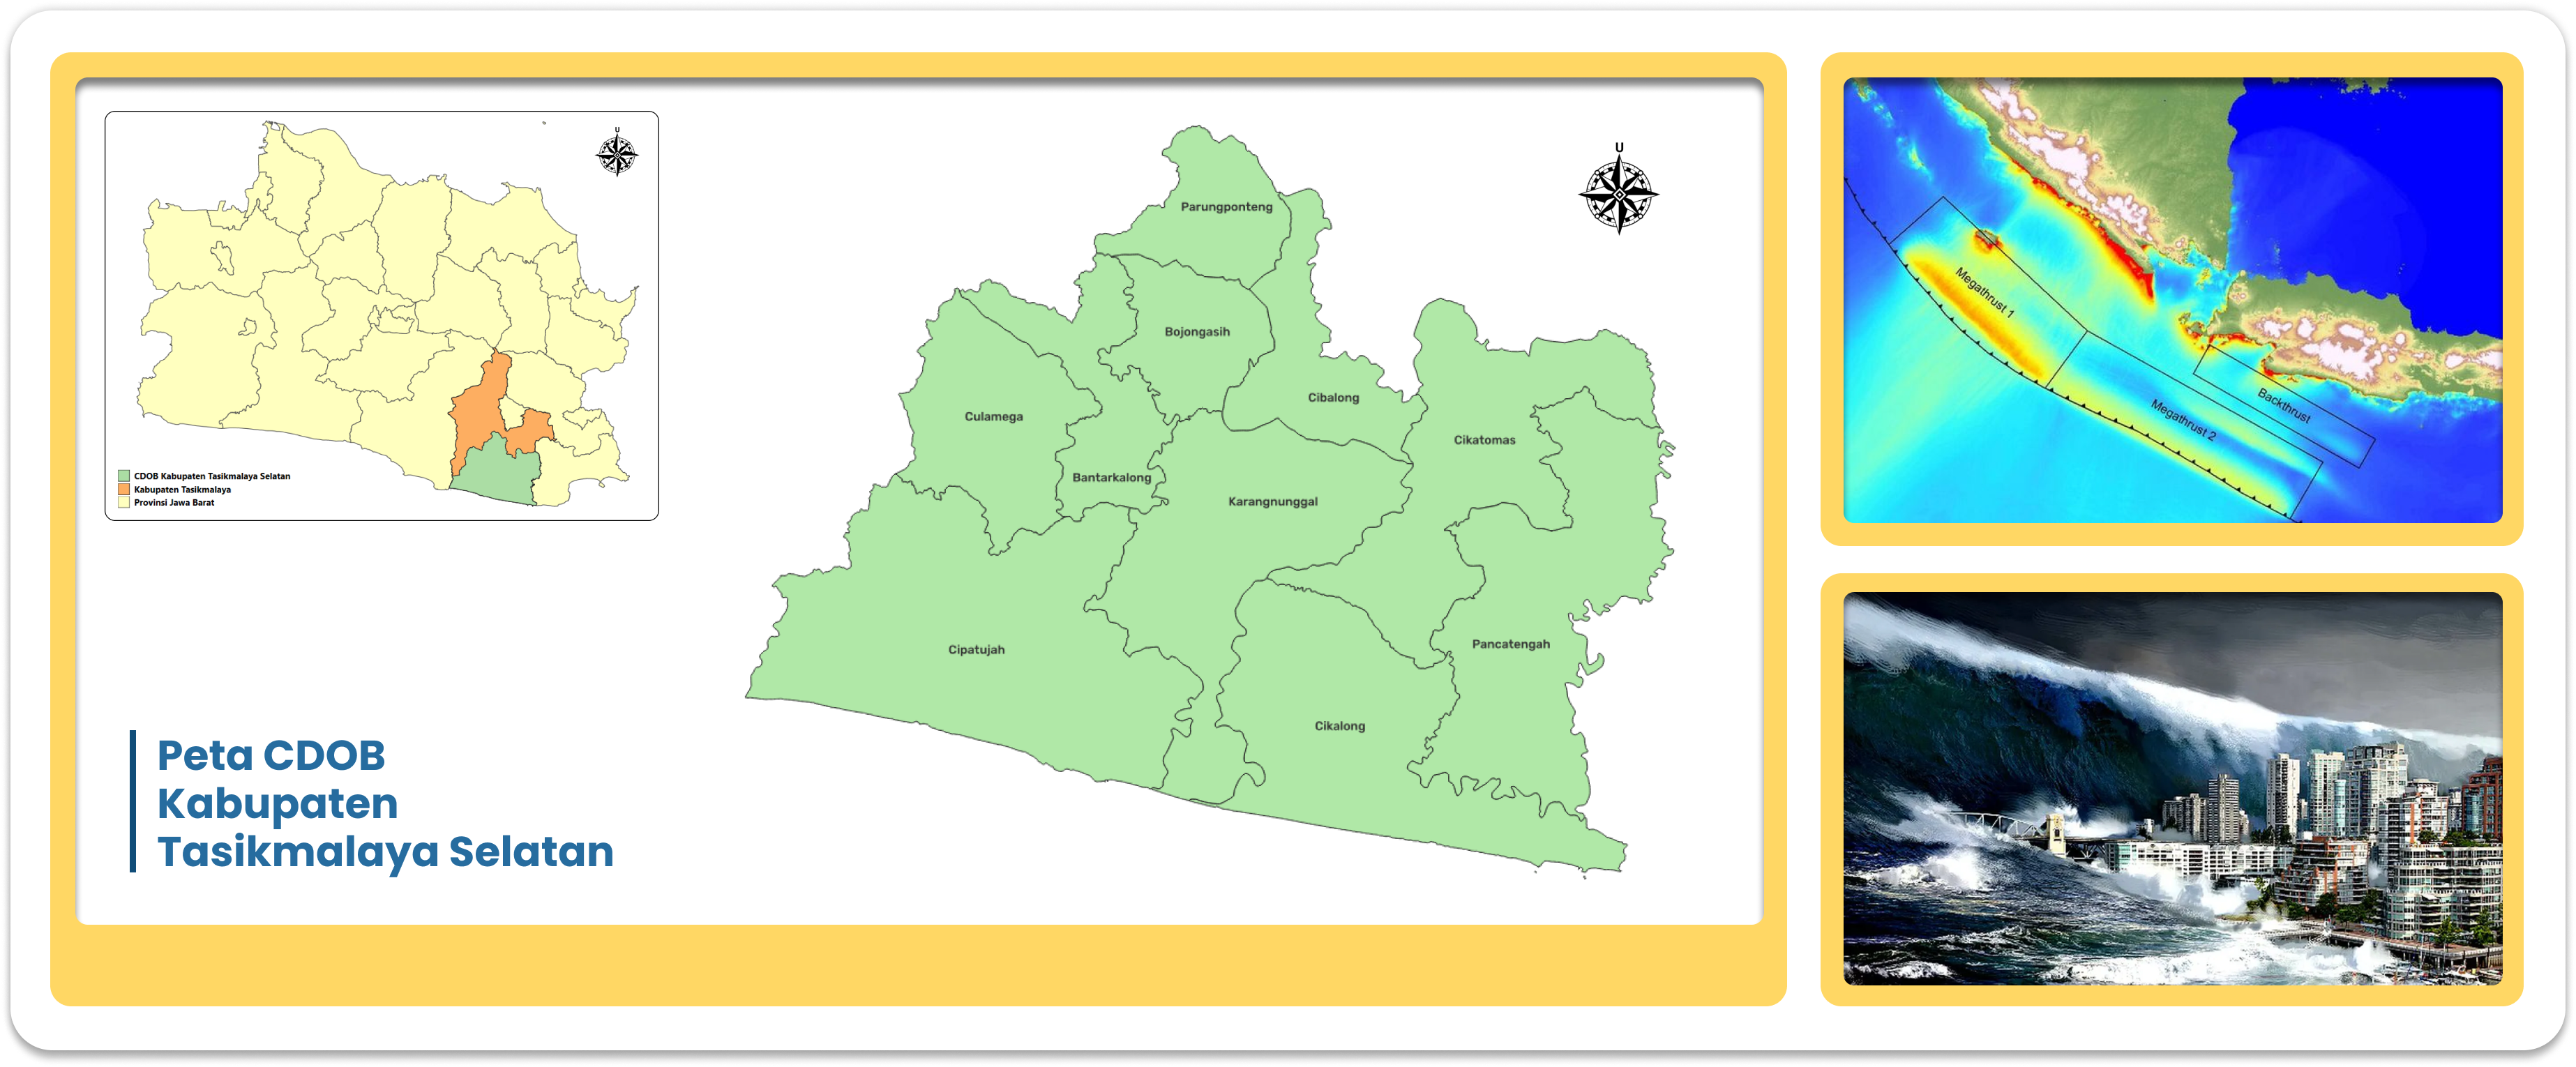 U
CDOB Kabupaten Tasikmalaya Selatan
Kabupaten Tasikmalaya
Provinsi Jawa Barat
Peta CDOB
Kabupaten
Tasikmalaya Selatan
U
Parungponteng
Bojongasih
Cibalong
Culamega
Cikatomas
Bantarkalong
Karangnunggal
Cipatujah
Pancatengah
Cikalong
Megathrust 1
Megathrust 2
Backthrust